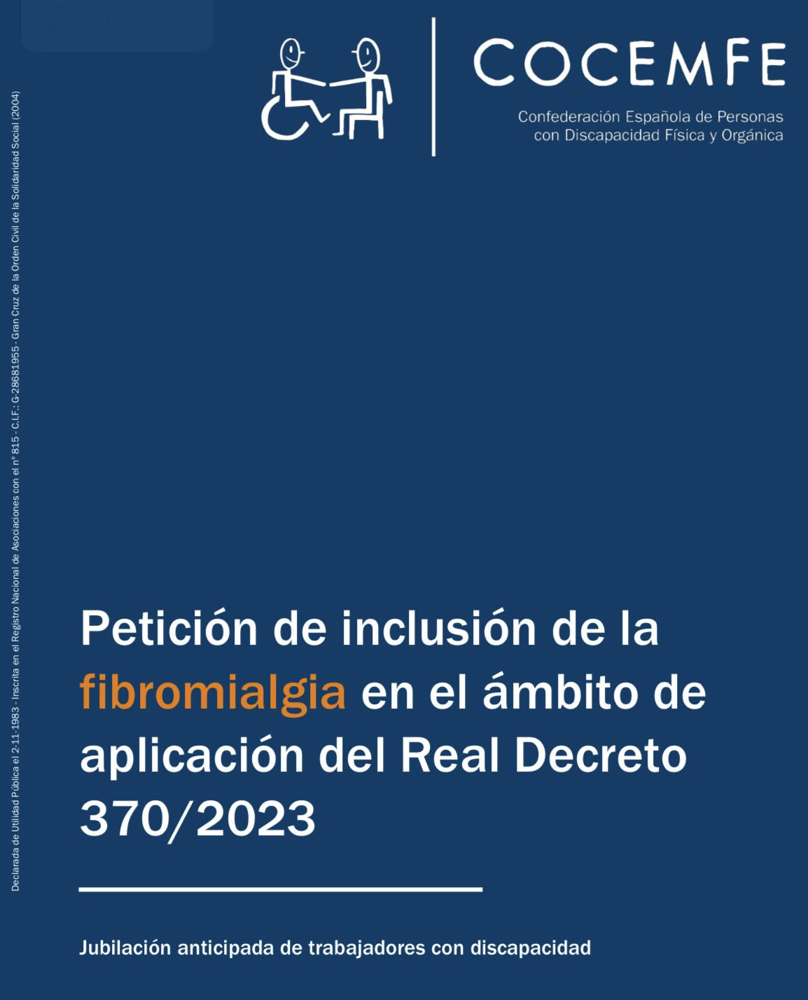 COCEMFE
Confederación Española de Personas
con Discapacidad Física y Orgánica
Declarada de Utilidad Pública el 2-11-1983 - Inscrita en el Registro Nacional de Asociaciones con el nº 815 - C.I.F.: G-28681955 - Gran Cruz de la Orden Civil de la Solidaridad Social (2004)
Petición de inclusión de la
fibromialgia en el ámbito de
aplicación del Real Decreto
370/2023
Jubilación anticipada de trabajadores con discapacidad